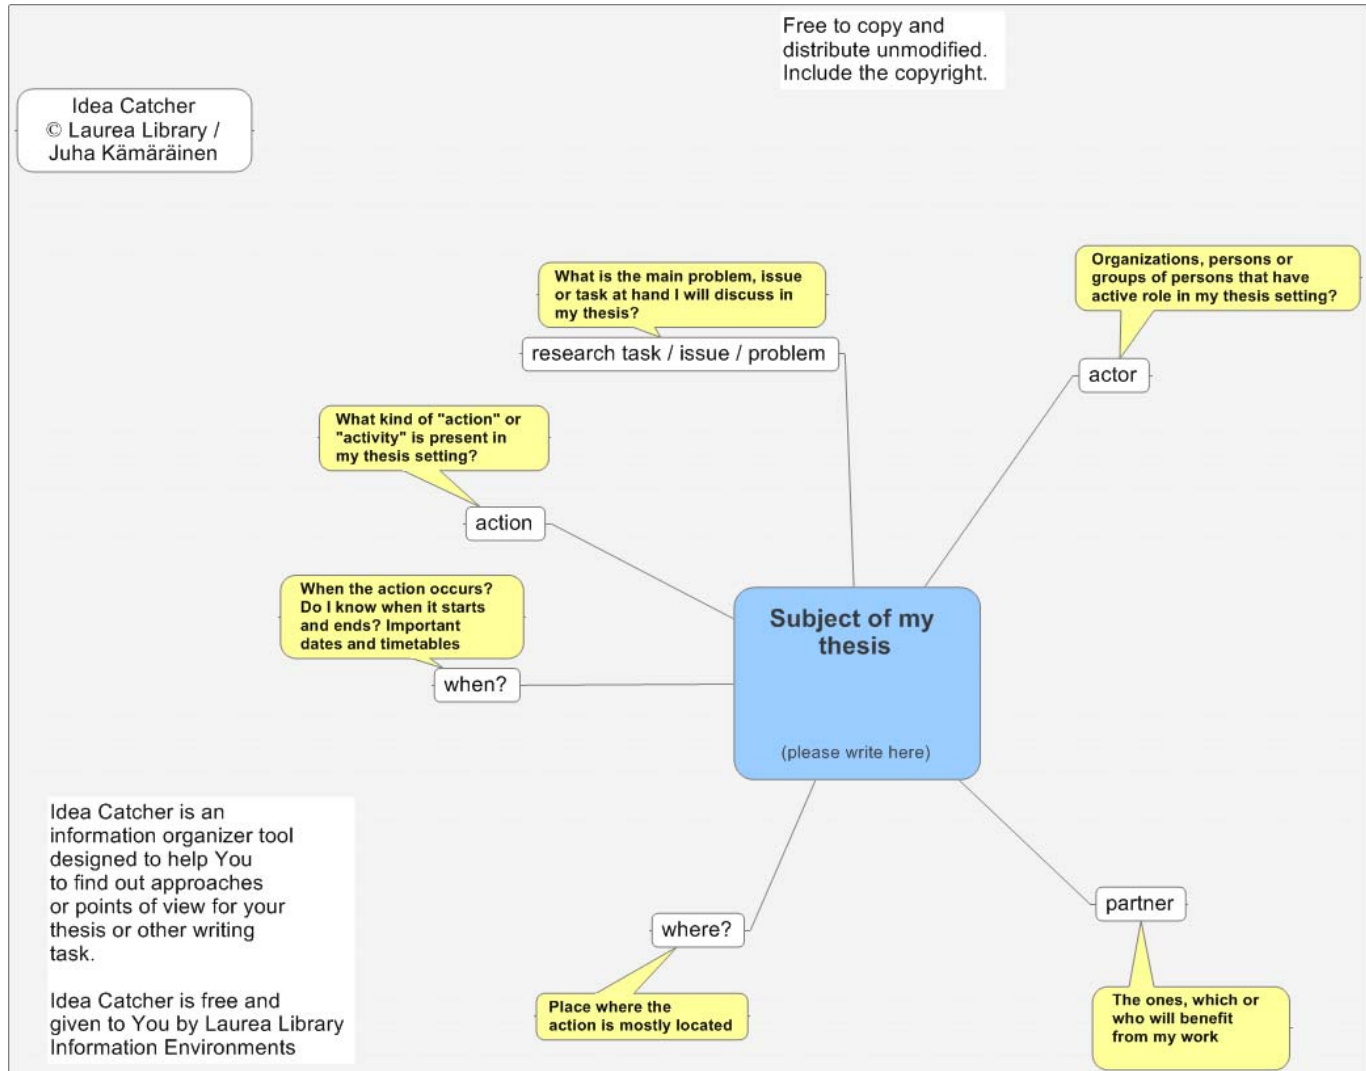 Free to copy and
distribute unmodified.
Include the copyright.
Idea Catcher
© Laurea Library /
Juha Kämäräinen
Organizations, persons or
groups of persons that have
active role in my thesis setting?
actor
What is the main problem, issue
or task at hand I will discuss in
my thesis?
research task / issue / problem
What kind of "action" or
"activity" is present in
my thesis setting?
action
When the action occurs?
Do I know when it starts
and ends? Important
dates and timetables
when?
Subject of my
thesis
(please write here)
Idea Catcher is an
information organizer tool
designed to help You
to find out approaches
or points of view for your
thesis or other writing
task.
Idea Catcher is free and
given to You by Laurea Library
Information Environments
where?
Place where the
action is mostly located
partner
The ones, which or
who will benefit
from my work